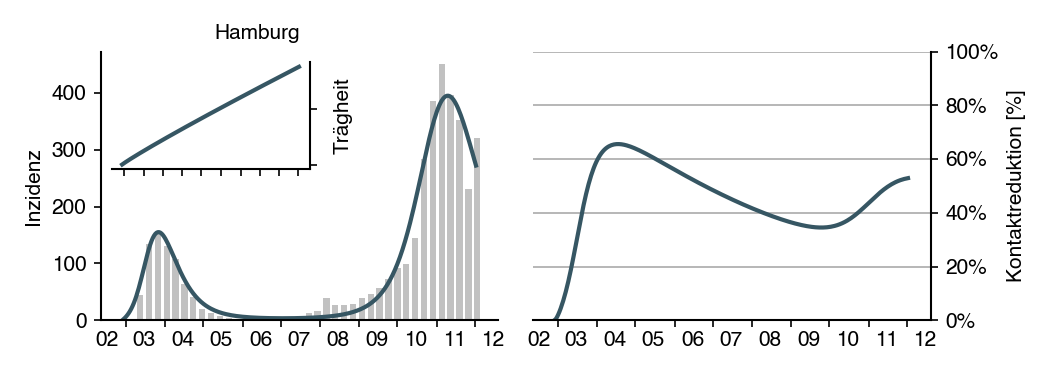 Hamburg
Inzidenz
400
300
200
100
0
Trägheit
02 03 04 05 06 07 08 09 10 11 12
100%
80%
60%
40%
20%
0%
Kontaktreduktion [%]
02 03 04 05 06 07 08 09 10 11 12